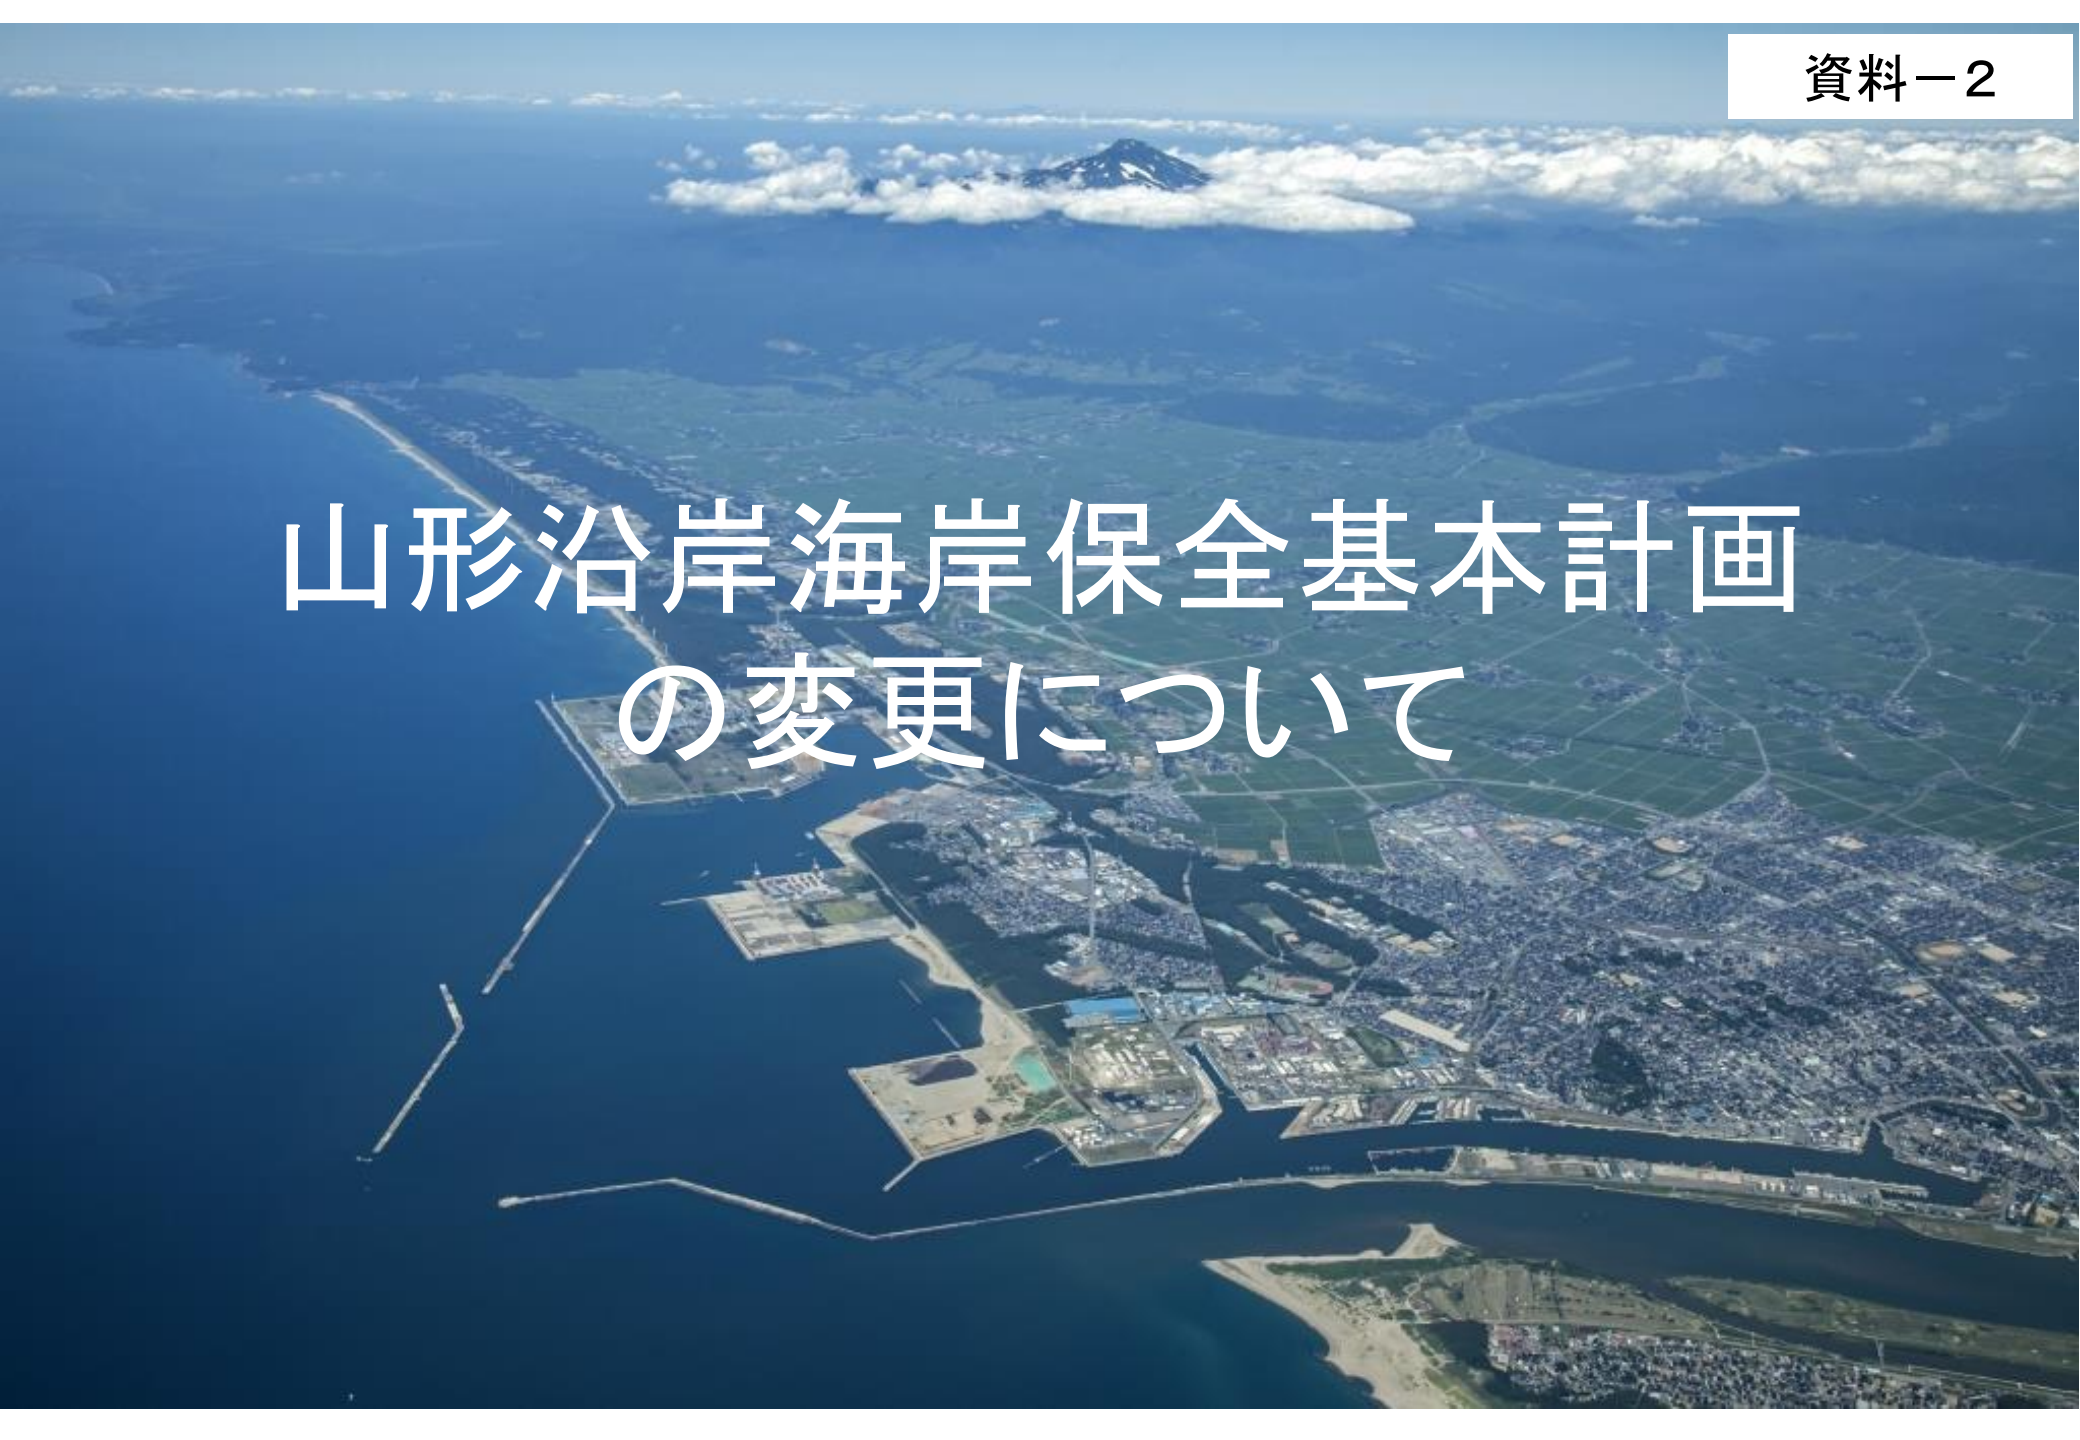 資料－2
山形沿岸海岸保全基本計画
の変更について